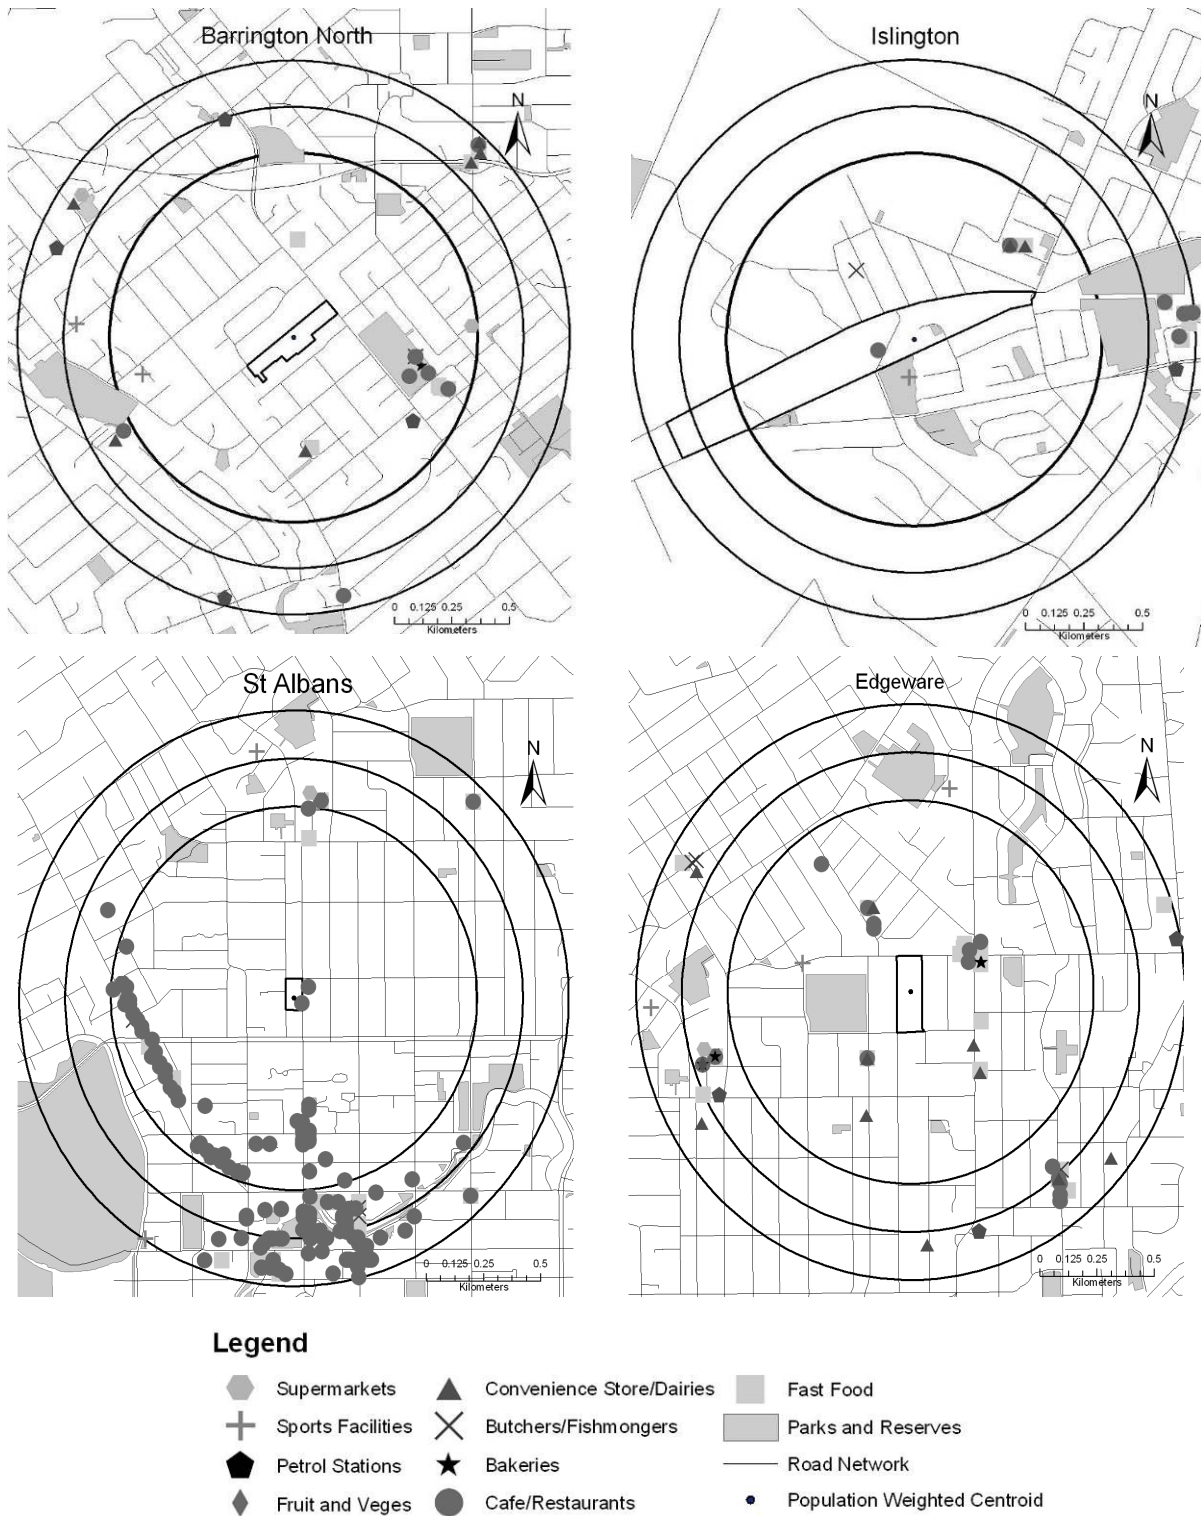 Barrington North
N
0 0.125 0.25 0.5
Kilometers
Islington
N
0 0.125 0.25 0.5
Kilometers
St Albans
N
0 0.125 0.25 0.5
Kilometers
Edgeware
N
0 0.125 0.25 0.5
Kilometers
Legend
Supermarkets
Convenience Store/Dairies
Fast Food
Sports Facilities
Butchers/Fishmongers
Parks and Reserves
Petrol Stations
Bakeries
Road Network
Fruit and Veges
Cafe/Restaurants
Population Weighted Centroid